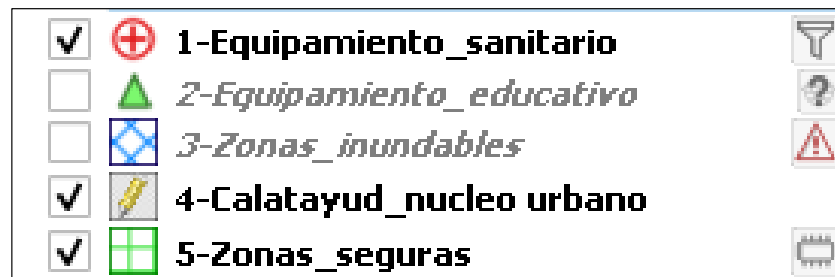 1-Equipamiento_sanitario
2-Equipamiento_educativo
3-Zonas_inundables
4-Calatayud_nucleo urbano
5-Zonas_seguras